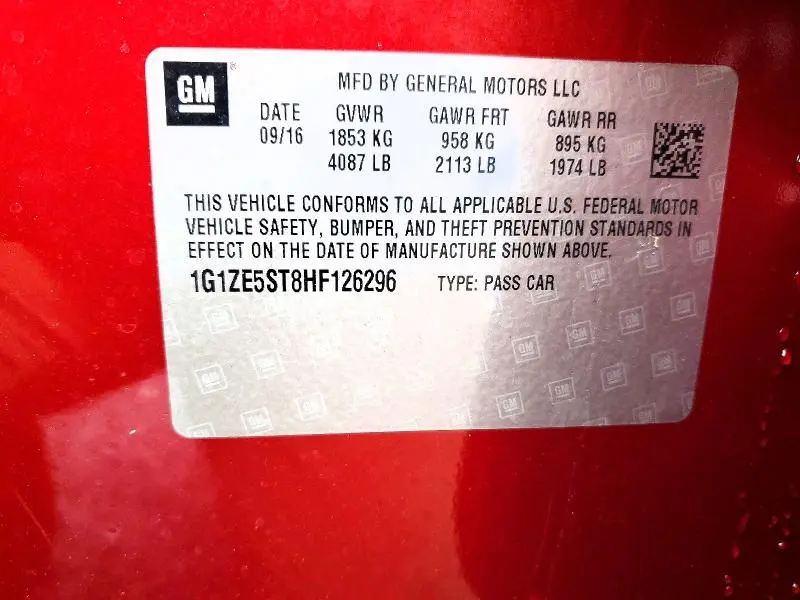 GM
MFD BY GENERAL MOTORS LLC
DATE GVWR GAWR FRT GAWR RR
09/16 1853 KG 958 KG 895 KG
4087 LB 2113 LB 1974 LB
THIS VEHICLE CONFORMS TO ALL APPLICABLE U.S. FEDERAL MOTOR
VEHICLE SAFETY, BUMPER, AND THEFT PREVENTION STANDARDS IN
EFFECT ON THE DATE OF MANUFACTURE SHOWN ABOVE.
1G1ZE5ST8HF126296 TYPE: PASS CAR